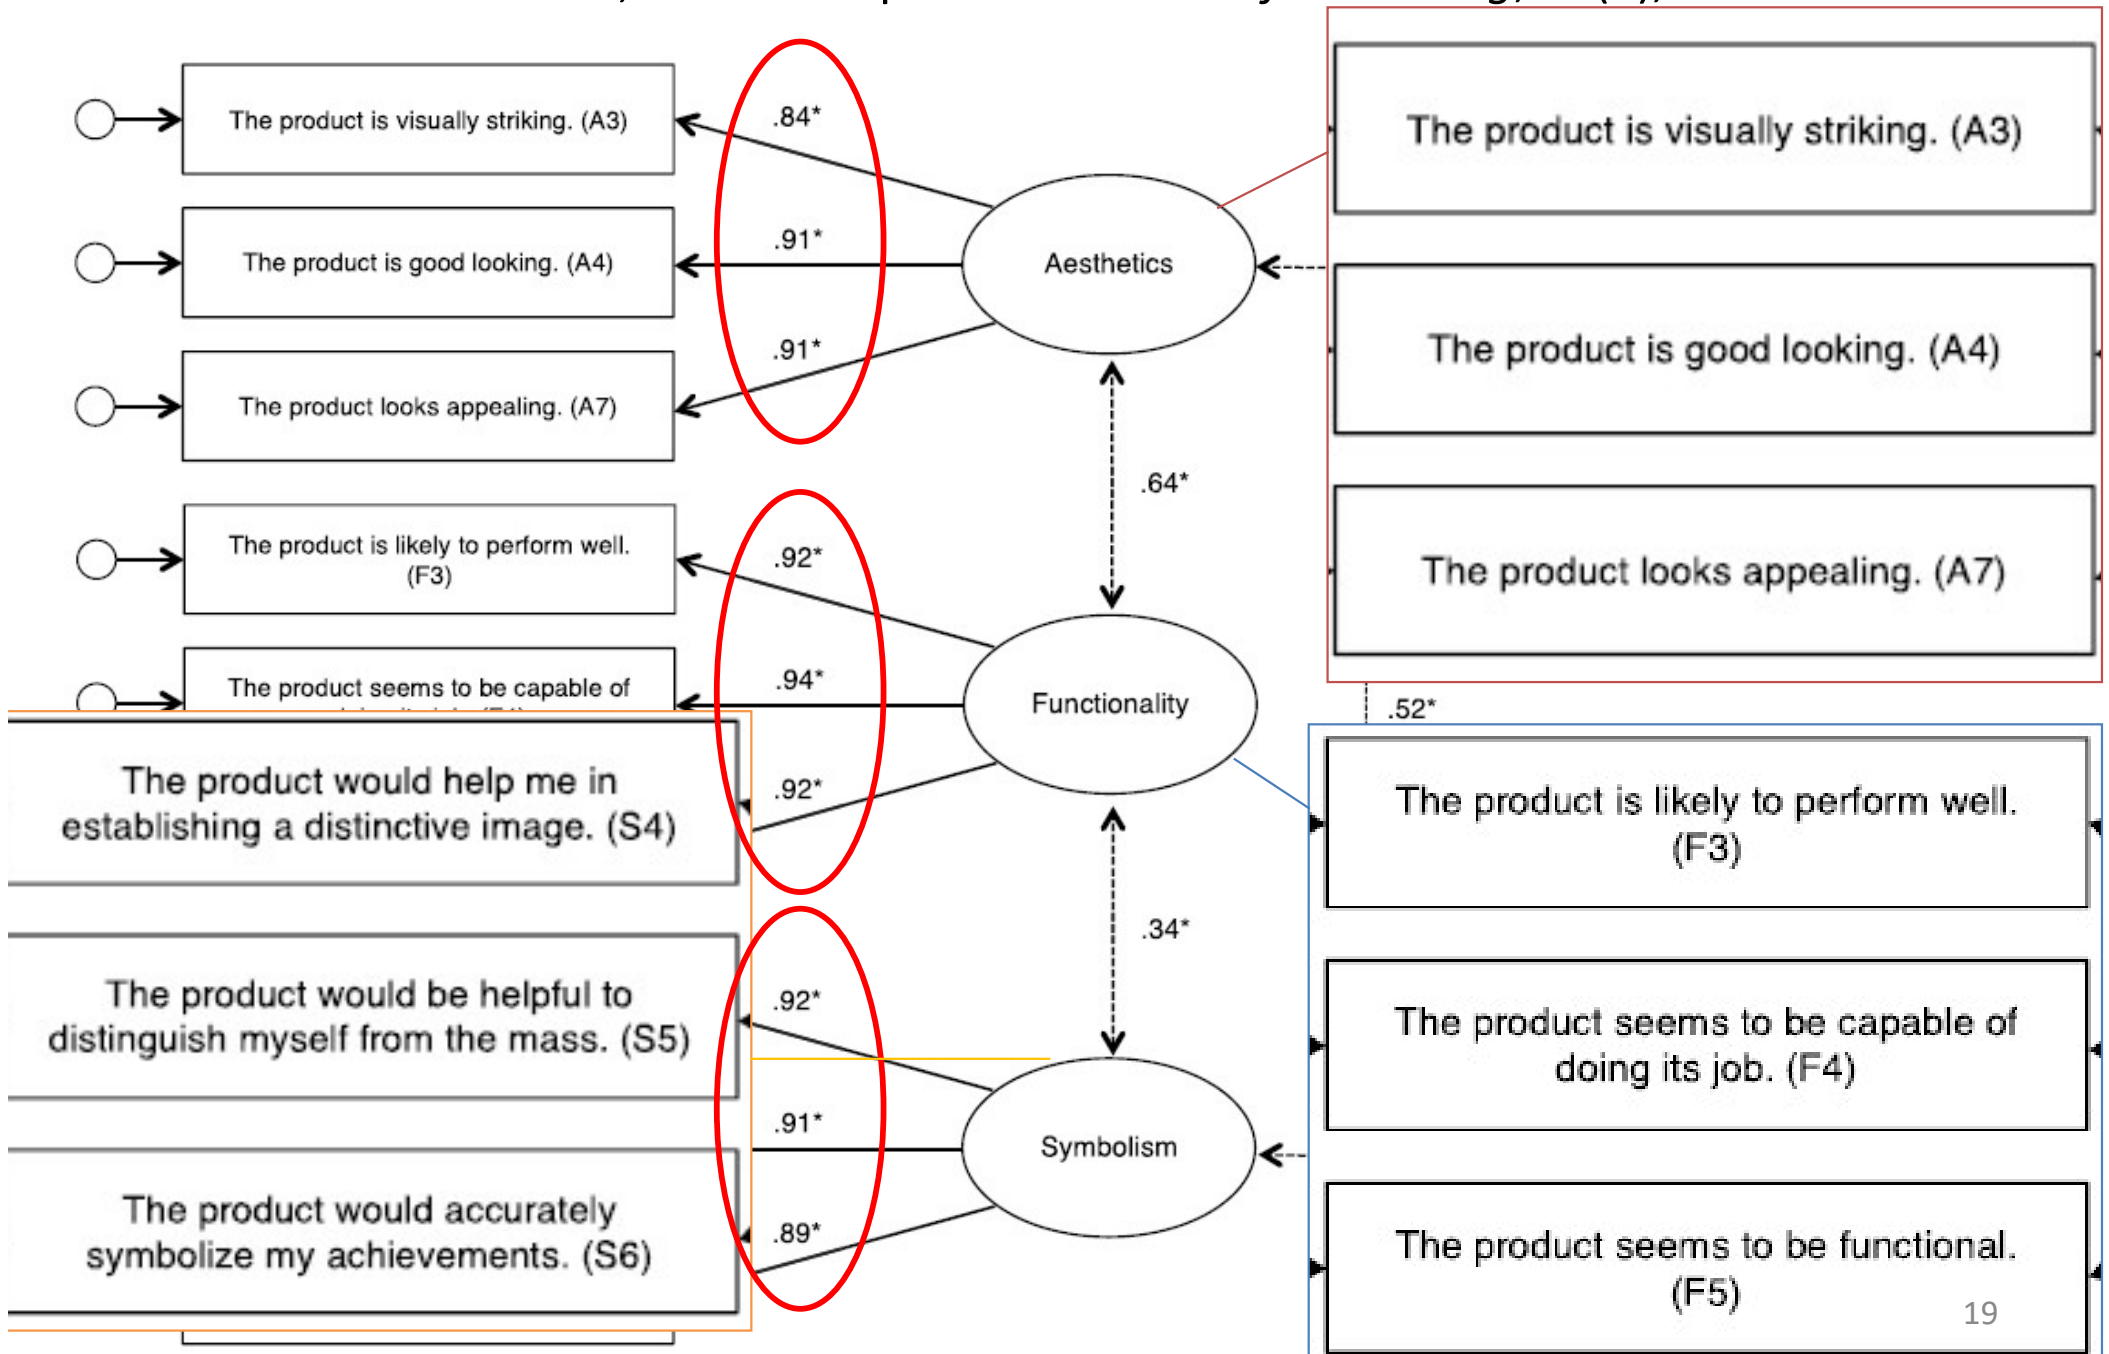 The product is visually striking. (A3)
.84*
The product is good looking. (A4)
.91*
The product looks appealing. (A7)
.91*
Aesthetics
The product is visually striking. (A3)
The product is good looking. (A4)
The product looks appealing. (A7)
.64*
The product is likely to perform well.
(F3)
.92*
The product seems to be capable of
.94*
.92*
Functionality
.52*
The product would help me in
establishing a distinctive image. (S4)
The product would be helpful to
distinguish myself from the mass. (S5)
The product would accurately
symbolize my achievements. (S6)
.34*
.92*
.91*
.89*
Symbolism
The product is likely to perform well.
(F3)
The product seems to be capable of
doing its job. (F4)
The product seems to be functional.
(F5)
19